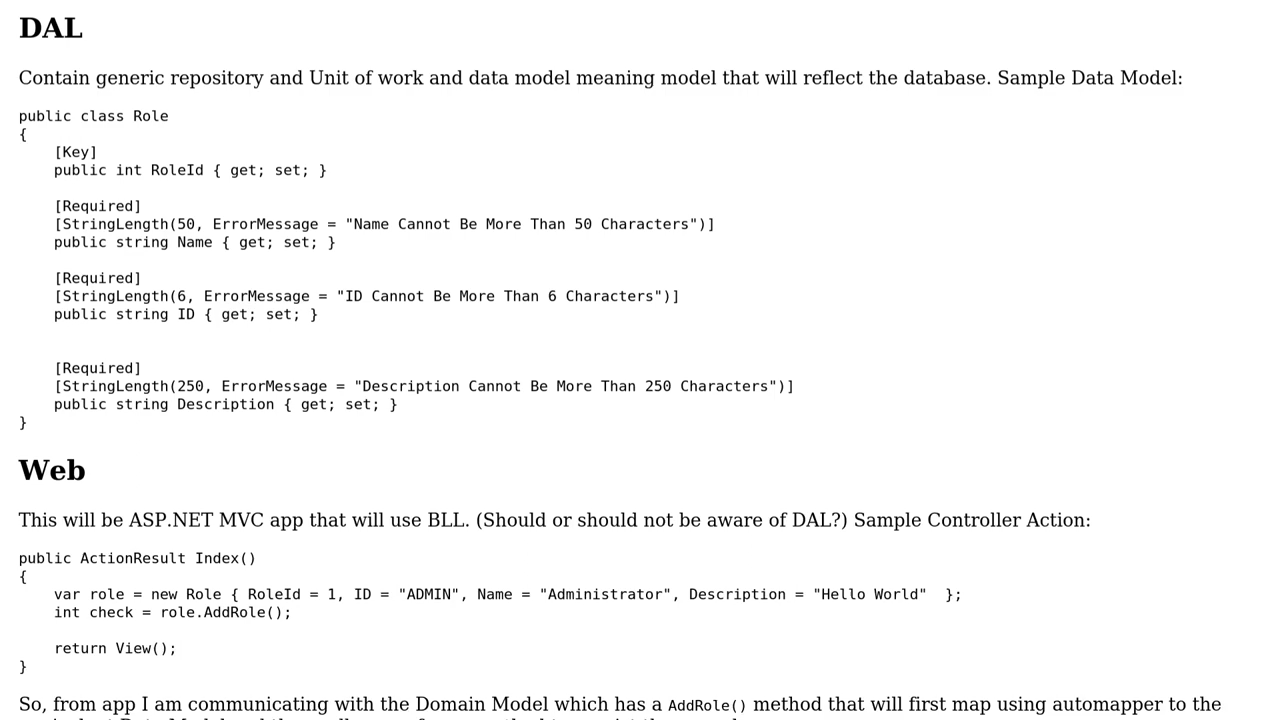 DAL
Contain generic repository and Unit of work and data model meaning model that will reflect the database. Sample Data Model:
public class Role
{
    [Key]
    public int RoleId { get; set; }
    [Required]
    [StringLength(50, ErrorMessage = "Name Cannot Be More Than 50 Characters")]
    public string Name { get; set; }
    [Required]
    [StringLength(6, ErrorMessage = "ID Cannot Be More Than 6 Characters")]
    public string ID { get; set; }
    [Required]
    [StringLength(250, ErrorMessage = "Description Cannot Be More Than 250 Characters")]
    public string Description { get; set; }
}
Web
This will be ASP.NET MVC app that will use BLL. (Should or should not be aware of DAL?) Sample Controller Action:
public ActionResult Index()
{
    var role = new Role { RoleId = 1, ID = "ADMIN", Name = "Administrator", Description = "Hello World"  };
    int check = role.AddRole();
    return View();
}
So, from app I am communicating with the Domain Model which has a AddRole() method that will first map using automapper to the